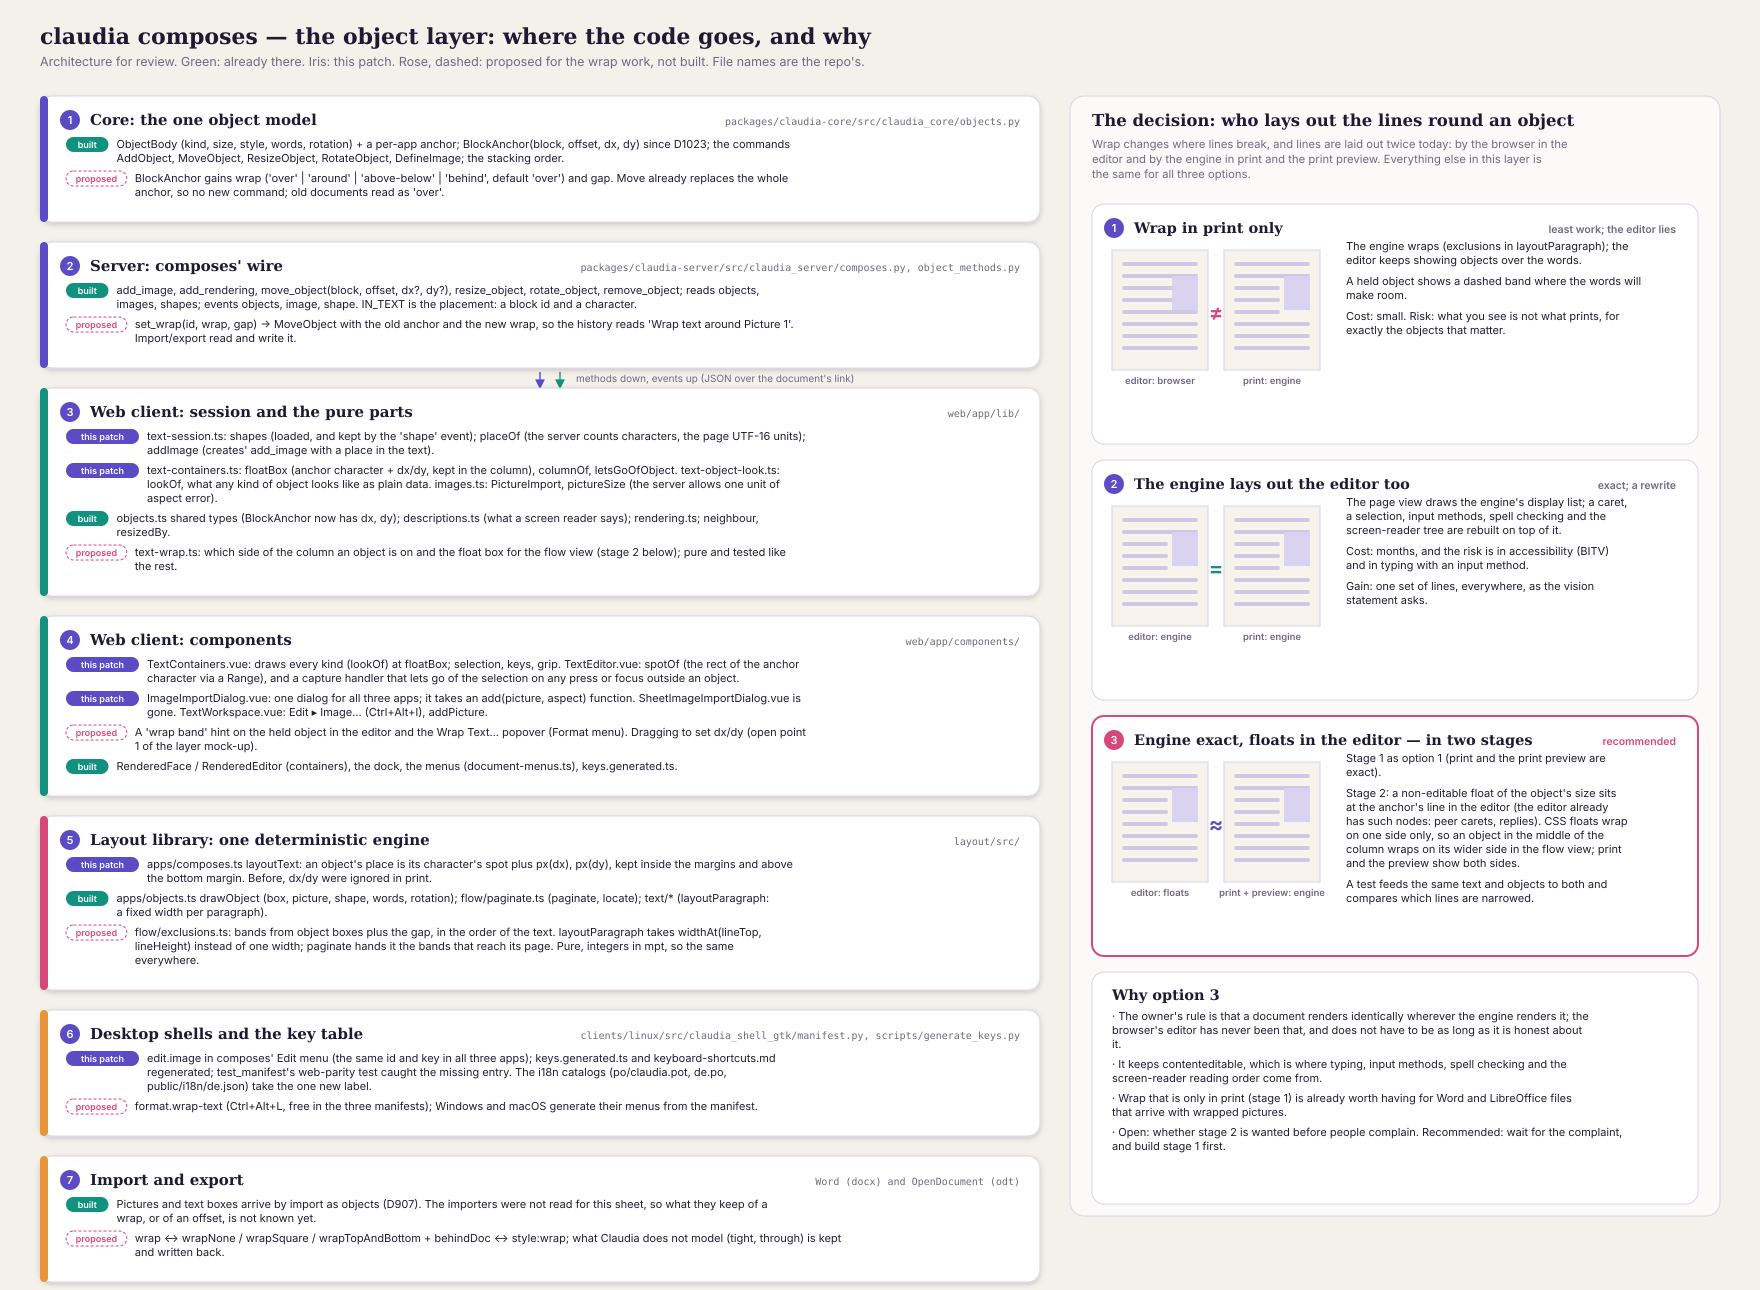 claudia composes — the object layer: where the code goes, and why
Architecture for review. Green: already there. Iris: this patch. Rose, dashed: proposed for the wrap work, not built. File names are the repo's.
1 Core: the one object model packages/claudia-core/src/claudia_core/objects.py
built ObjectBody (kind, size, style, words, rotation) + a per-app anchor; BlockAnchor(block, offset, dx, dy) since D1023; the commands
AddObject, MoveObject, ResizeObject, RotateObject, DefineImage; the stacking order.
proposed BlockAnchor gains wrap ('over' | 'around' | 'above-below' | 'behind', default 'over') and gap. Move already replaces the whole
anchor, so no new command; old documents read as 'over'.
2 Server: composes' wire packages/claudia-server/src/claudia_server/composes.py, object_methods.py
built add_image, add_rendering, move_object(block, offset, dx?, dy?), resize_object, rotate_object, remove_object; reads objects,
images, shapes; events objects, image, shape. IN_TEXT is the placement: a block id and a character.
proposed set_wrap(id, wrap, gap) → MoveObject with the old anchor and the new wrap, so the history reads 'Wrap text around Picture 1'.
Import/export read and write it.
methods down, events up (JSON over the document's link)
3 Web client: session and the pure parts web/app/lib/
this patch text-session.ts: shapes (loaded, and kept by the 'shape' event); placeOf (the server counts characters, the page UTF-16 units);
addImage (creates' add_image with a place in the text).
this patch text-containers.ts: floatBox (anchor character + dx/dy, kept in the column), columnOf, letsGoOfObject. text-object-look.ts:
lookOf, what any kind of object looks like as plain data. images.ts: PictureImport, pictureSize (the server allows one unit of
aspect error).
built objects.ts shared types (BlockAnchor now has dx, dy); descriptions.ts (what a screen reader says); rendering.ts; neighbour,
resizedBy.
proposed text-wrap.ts: which side of the column an object is on and the float box for the flow view (stage 2 below); pure and tested like
the rest.
4 Web client: components web/app/components/
this patch TextContainers.vue: draws every kind (lookOf) at floatBox; selection, keys, grip. TextEditor.vue: spotOf (the rect of the anchor
character via a Range), and a capture handler that lets go of the selection on any press or focus outside an object.
this patch ImageImportDialog.vue: one dialog for all three apps; it takes an add(picture, aspect) function. SheetImageImportDialog.vue is
gone. TextWorkspace.vue: Edit ▸ Image… (Ctrl+Alt+I), addPicture.
proposed A 'wrap band' hint on the held object in the editor and the Wrap Text… popover (Format menu). Dragging to set dx/dy (open point
1 of the layer mock-up).
built RenderedFace / RenderedEditor (containers), the dock, the menus (document-menus.ts), keys.generated.ts.
5 Layout library: one deterministic engine layout/src/
this patch apps/composes.ts layoutText: an object's place is its character's spot plus px(dx), px(dy), kept inside the margins and above
the bottom margin. Before, dx/dy were ignored in print.
built apps/objects.ts drawObject (box, picture, shape, words, rotation); flow/paginate.ts (paginate, locate); text/* (layoutParagraph:
a fixed width per paragraph).
proposed flow/exclusions.ts: bands from object boxes plus the gap, in the order of the text. layoutParagraph takes widthAt(lineTop,
lineHeight) instead of one width; paginate hands it the bands that reach its page. Pure, integers in mpt, so the same
everywhere.
6 Desktop shells and the key table clients/linux/src/claudia_shell_gtk/manifest.py, scripts/generate_keys.py
this patch edit.image in composes' Edit menu (the same id and key in all three apps); keys.generated.ts and keyboard-shortcuts.md
regenerated; test_manifest's web-parity test caught the missing entry. The i18n catalogs (po/claudia.pot, de.po,
public/i18n/de.json) take the one new label.
proposed format.wrap-text (Ctrl+Alt+L, free in the three manifests); Windows and macOS generate their menus from the manifest.
7 Import and export Word (docx) and OpenDocument (odt)
built Pictures and text boxes arrive by import as objects (D907). The importers were not read for this sheet, so what they keep of a
wrap, or of an offset, is not known yet.
proposed wrap ↔ wrapNone / wrapSquare / wrapTopAndBottom + behindDoc ↔ style:wrap; what Claudia does not model (tight, through) is kept
and written back.
The decision: who lays out the lines round an object
Wrap changes where lines break, and lines are laid out twice today: by the browser in the
editor and by the engine in print and the print preview. Everything else in this layer is
the same for all three options.
1 Wrap in print only least work; the editor lies
The engine wraps (exclusions in layoutParagraph); the
editor keeps showing objects over the words.
A held object shows a dashed band where the words will
make room.
Cost: small. Risk: what you see is not what prints, for
exactly the objects that matter.
≠
editor: browser print: engine
2 The engine lays out the editor too exact; a rewrite
The page view draws the engine's display list; a caret,
a selection, input methods, spell checking and the
screen-reader tree are rebuilt on top of it.
Cost: months, and the risk is in accessibility (BITV)
and in typing with an input method.
Gain: one set of lines, everywhere, as the vision
statement asks.
=
editor: engine print: engine
3 Engine exact, floats in the editor — in two stages recommended
Stage 1 as option 1 (print and the print preview are
exact).
Stage 2: a non-editable float of the object's size sits
at the anchor's line in the editor (the editor already
has such nodes: peer carets, replies). CSS floats wrap
on one side only, so an object in the middle of the
column wraps on its wider side in the flow view; print
and the preview show both sides.
A test feeds the same text and objects to both and
compares which lines are narrowed.
≈
editor: floats print + preview: engine
Why option 3
· The owner's rule is that a document renders identically wherever the engine renders it; the
browser's editor has never been that, and does not have to be as long as it is honest about
it.
· It keeps contenteditable, which is where typing, input methods, spell checking and the
screen-reader reading order come from.
· Wrap that is only in print (stage 1) is already worth having for Word and LibreOffice files
that arrive with wrapped pictures.
· Open: whether stage 2 is wanted before people complain. Recommended: wait for the complaint,
and build stage 1 first.